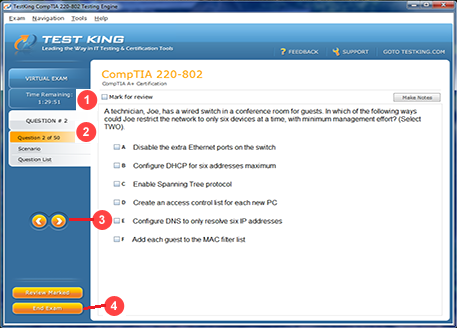 TestKing CompTIA 220-802 Testing Engine
Exam Navigation Tools Help
TEST KING
Leading the Way in IT Testing & Certification Tools
? FEEDBACK
SUPPORT
GOTO TESTKING.COM
VIRTUAL EXAM
Time Remaining:
1:29:51
QUESTION # 2
Question 2 of 50
Scenario
Question List
Review Marked
End Exam
1
2
3
4
CompTIA 220-802
CompTIA A+ Certification
Mark for review
Make Notes
A technician, Joe, has a wired switch in a conference room for guests. In which of the following ways
could Joe restrict the network to only six devices at a time, with minimum management effort? (Select
TWO).
A Disable the extra Ethernet ports on the switch
B Configure DHCP for six addresses maximum
C Enable Spanning Tree protocol
D Create an access control list for each new PC
E Configure DNS to only resolve six IP addresses
F Add each guest to the MAC filter list